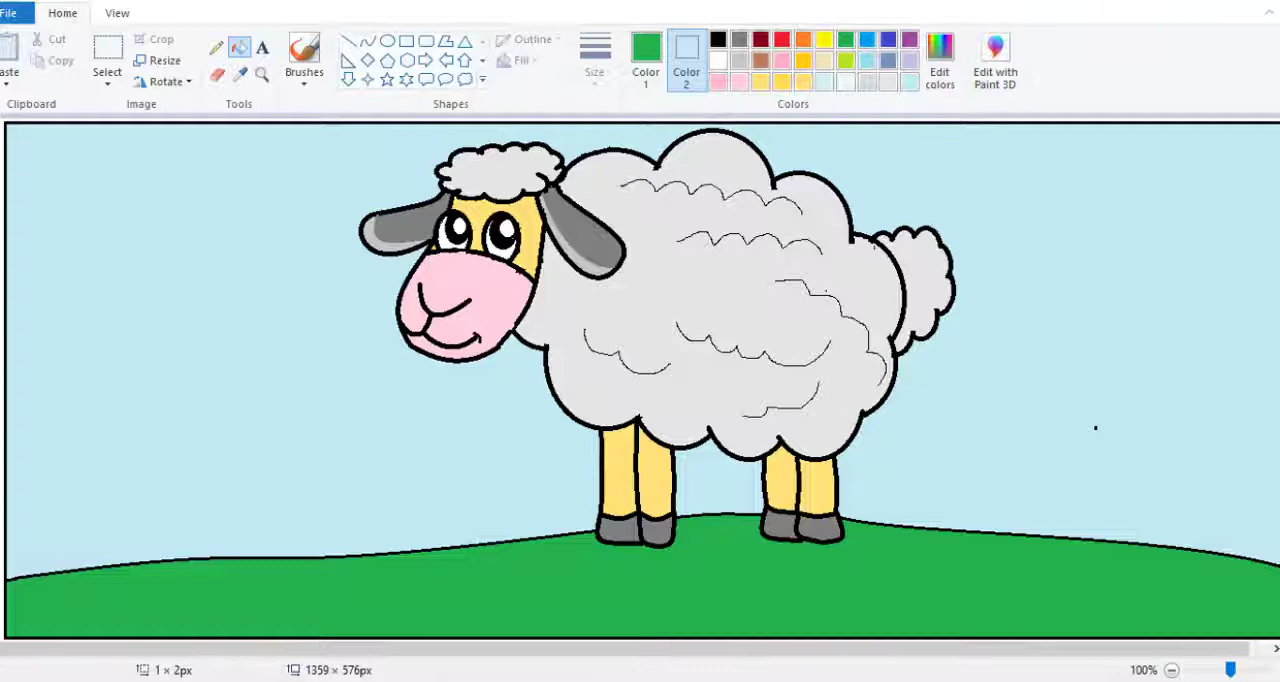 File Home View
Cut
Copy
Select
Crop
Resize
Rotate
A
Brushes
Outline
Fill
Size
Color 1
Color 2
Edit colors
Edit with Paint 3D
Clipboard Image Tools Shapes Colors
1 × 2px 1359 × 576px 100%